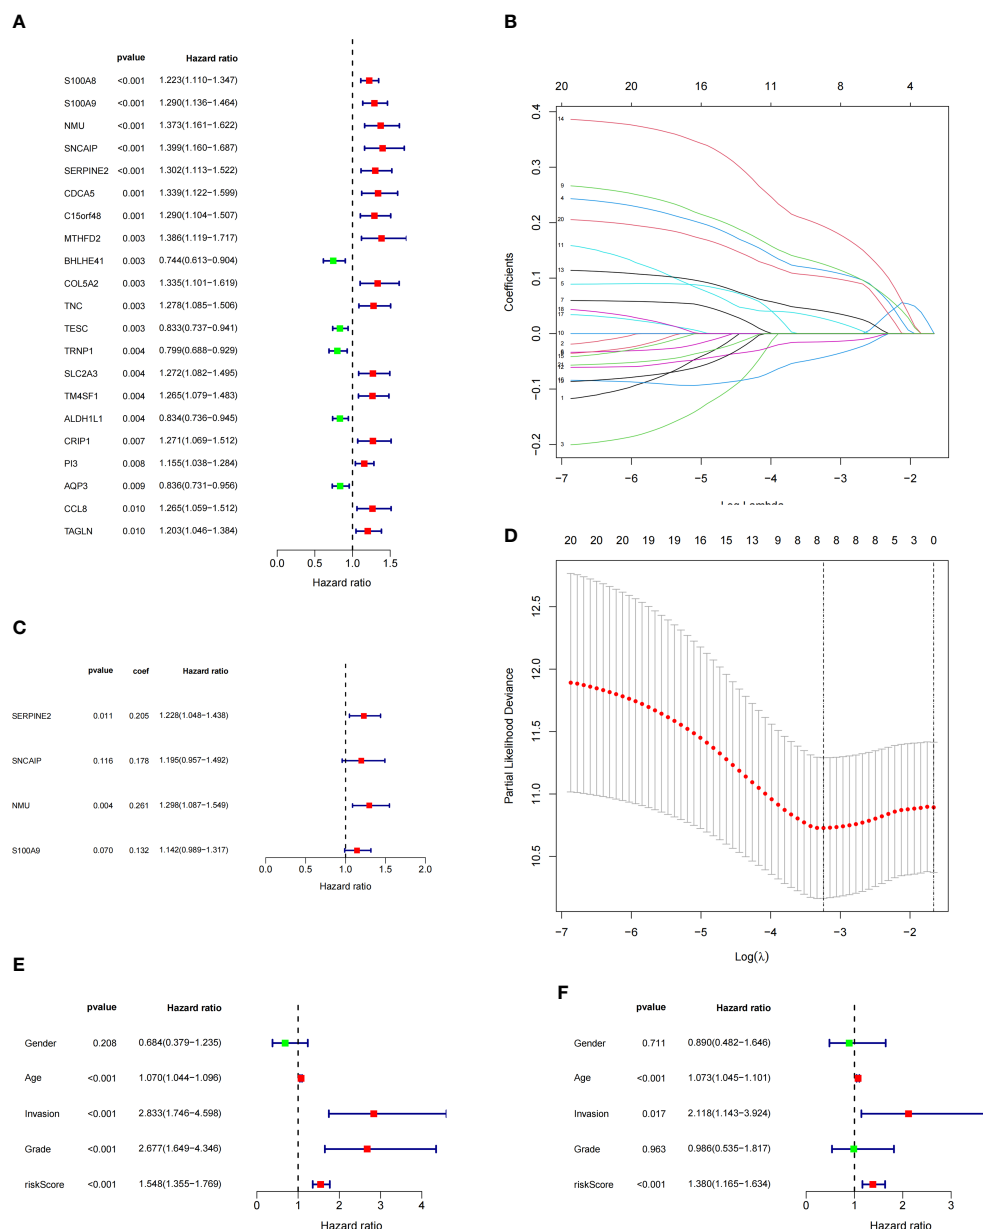 A
pvalue Hazard ratio
S100A8 <0.001 1.223(1.110−1.347)
S100A9 <0.001 1.290(1.136−1.464)
NMU <0.001 1.373(1.161−1.622)
SNCAIP <0.001 1.399(1.160−1.687)
SERPINE2 <0.001 1.302(1.113−1.522)
CDCA5 0.001 1.339(1.122−1.599)
C15orf48 0.001 1.290(1.104−1.507)
MTHFD2 0.003 1.386(1.119−1.717)
BHLHE41 0.003 0.744(0.613−0.904)
COL5A2 0.003 1.335(1.101−1.619)
TNC 0.003 1.278(1.085−1.506)
TESC 0.003 0.833(0.737−0.941)
TRNP1 0.004 0.799(0.688−0.929)
SLC2A3 0.004 1.272(1.082−1.495)
TM4SF1 0.004 1.265(1.079−1.483)
ALDH1L1 0.004 0.834(0.736−0.945)
CRIP1 0.007 1.271(1.069−1.512)
PI3 0.008 1.155(1.038−1.284)
AQP3 0.009 0.836(0.731−0.956)
CCL8 0.010 1.265(1.059−1.512)
TAGLN 0.010 1.203(1.046−1.384)
0.0 0.5 1.0 1.5
Hazard ratio
B
20 20 16 11 6 4
0.4
0.3
0.2
0.1
0.0
−0.1
−0.2
Coefficients
14
9
4
20
11
13
5
7
17
10
2
12
1
3
−7 −6 −5 −4 −3 −2
Log Lambda
C
pvalue coef Hazard ratio
SERPINE2 0.011 0.205 1.228(1.048−1.438)
SNCAIP 0.116 0.178 1.195(0.957−1.492)
NMU 0.004 0.261 1.298(1.087−1.549)
S100A9 0.070 0.132 1.142(0.989−1.317)
0.0 0.5 1.0 1.5 2.0
Hazard ratio
D
20 20 20 19 19 16 15 13 9 8 8 8 8 8 5 3 0
12.5
12.0
11.5
11.0
10.5
Partial Likelihood Deviance
−7 −6 −5 −4 −3 −2
Log(λ)
E
pvalue Hazard ratio
Gender 0.208 0.684(0.379−1.235)
Age <0.001 1.070(1.044−1.096)
Invasion <0.001 2.833(1.746−4.598)
Grade <0.001 2.677(1.649−4.346)
riskScore <0.001 1.548(1.355−1.769)
0 1 2 3 4
Hazard ratio
F
pvalue Hazard ratio
Gender 0.711 0.890(0.482−1.646)
Age <0.001 1.073(1.045−1.101)
Invasion 0.017 2.118(1.143−3.924)
Grade 0.963 0.986(0.535−1.817)
riskScore <0.001 1.380(1.165−1.634)
0 1 2 3
Hazard ratio